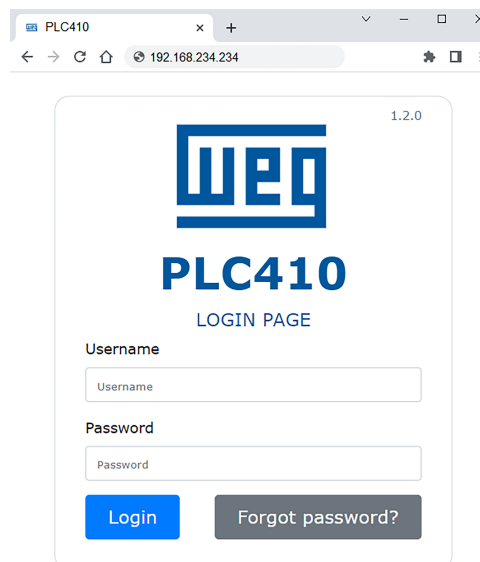 PLC410
192.168.234.234
1.2.0
weg
PLC410
LOGIN PAGE
Username
Username
Password
Password
Login Forgot password?